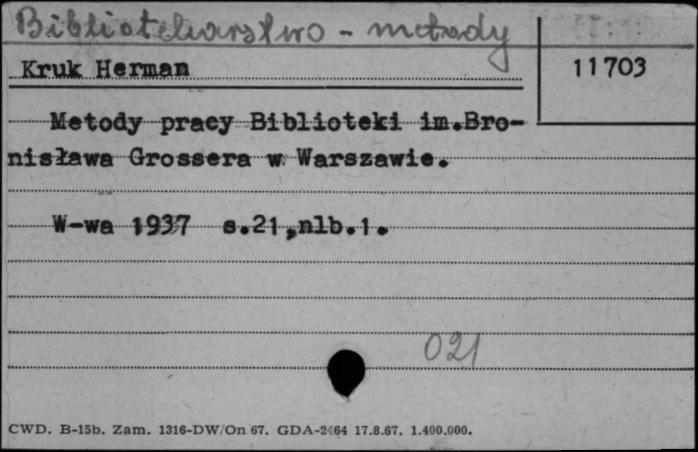 Bibliotekarstwo - metody
Kruk Herman
11703
Metody pracy Biblioteki im.Bro-
nisława Grossera w Warszawie.
W-wa 1937 s.21,nlb.1.
021
CWD. B-15b. Zam. 1316-DW/On 67. GDA-2464 17.8.67. 1.400.000.